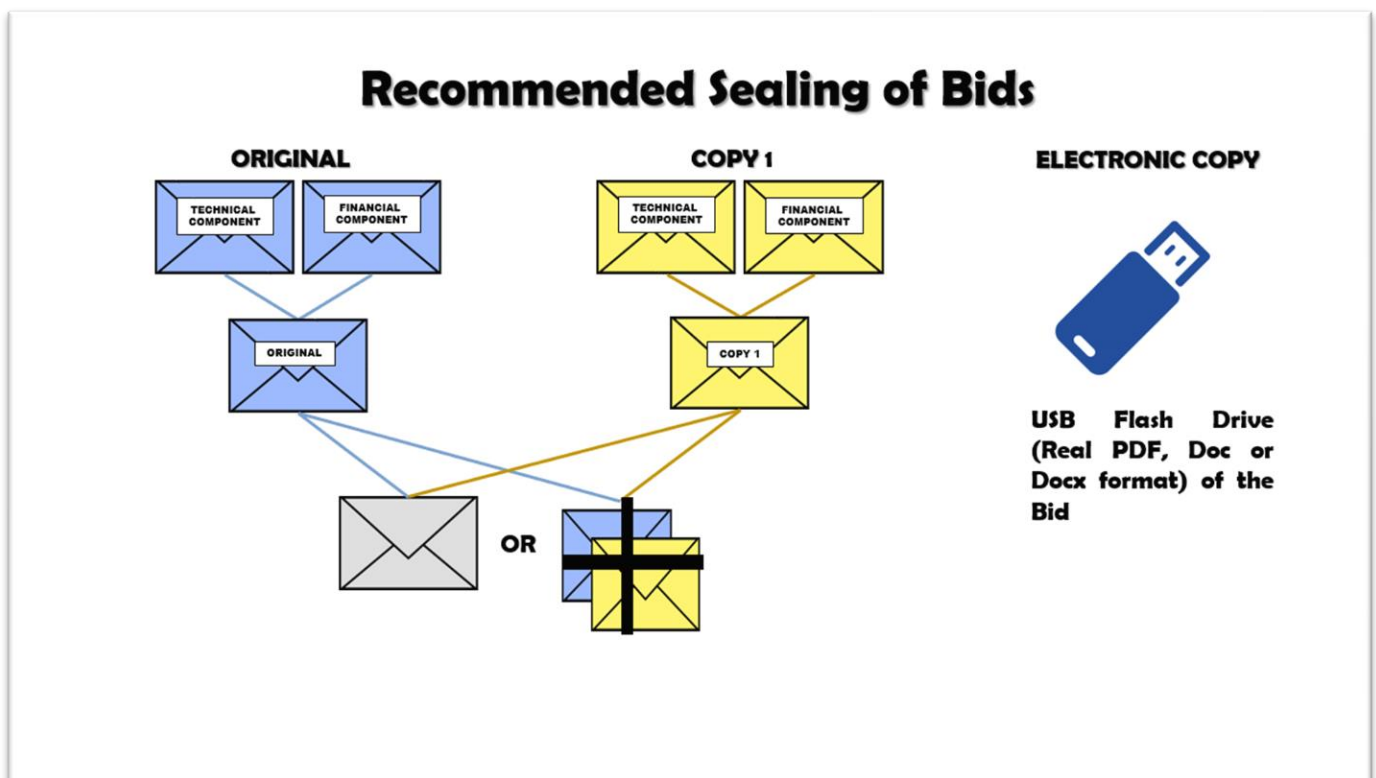 Recommended Sealing of Bids
ORIGINAL
TECHNICAL
COMPONENT
FINANCIAL
COMPONENT
ORIGINAL
COPY 1
TECHNICAL
COMPONENT
FINANCIAL
COMPONENT
COPY 1
OR
ELECTRONIC COPY
USB Flash Drive
(Real PDF, Doc or
Docx format) of the
Bid